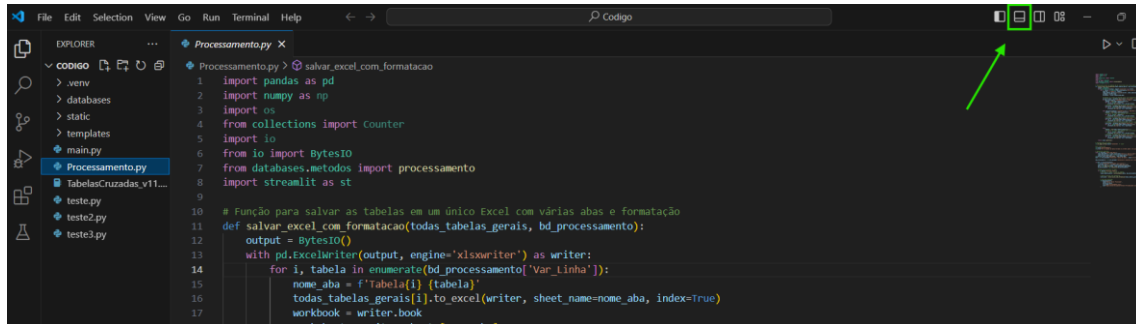 File Edit Selection View Go Run Terminal Help
Codigo
EXPLORER
CODIGO
> .venv
> databases
> static
> templates
main.py
Processamento.py
TabelasCruzadas_v11....
teste.py
teste2.py
teste3.py
Processamento.py
Processamento.py > salvar_excel_com_formatacao
1 import pandas as pd
2 import numpy as np
3 import os
4 from collections import Counter
5 import io
6 from io import BytesIO
7 from databases.metodos import processamento
8 import streamlit as st
9
10 # Função para salvar as tabelas em um único Excel com várias abas e formatação
11 def salvar_excel_com_formatacao(todas_tabelas_gerais, bd_processamento):
12 output = BytesIO()
13 with pd.ExcelWriter(output, engine='xlsxwriter') as writer:
14 for i, tabela in enumerate(bd_processamento['Var_Linha']):
15 nome_aba = f'Tabela{i} {tabela}'
16 todas_tabelas_gerais[i].to_excel(writer, sheet_name=nome_aba, index=True)
17 workbook = writer.book